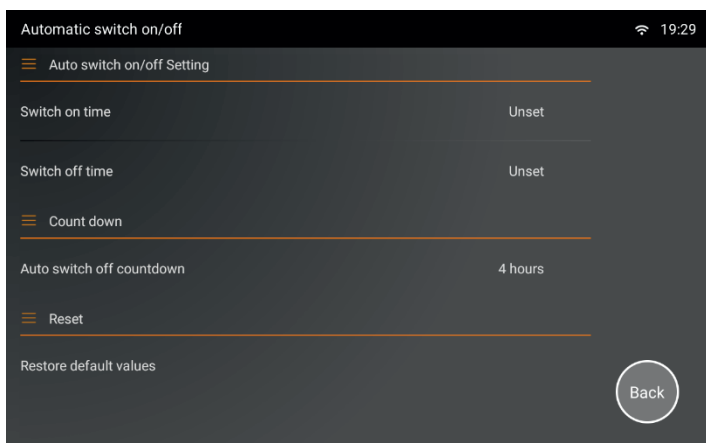 Automatic switch on/off 19:29
Auto switch on/off Setting
Switch on time Unset
Switch off time Unset
Count down
Auto switch off countdown 4 hours
Reset
Restore default values
Back